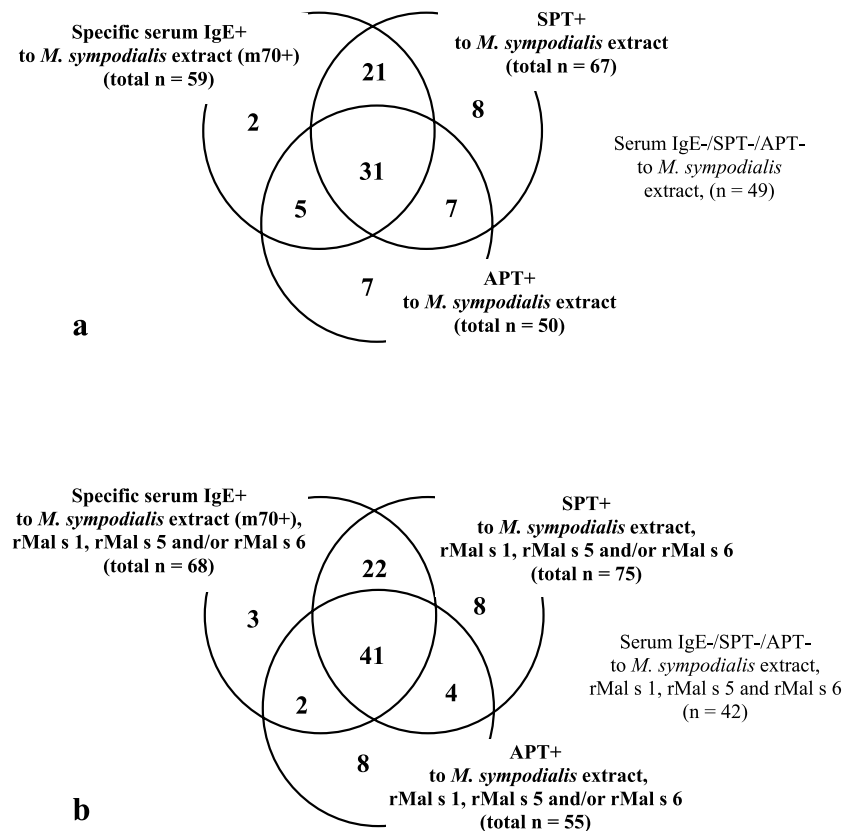 Specific serum IgE+
to M. sympodialis extract (m70+)
(total n = 59)
SPT+
to M. sympodialis
extract
(total n = 67)
21
2
8
31
5
7
Serum IgE-/SPT-/APT-
to M. sympodialis
extract, (n = 49)
7
APT+
to M. sympodialis extract
(total n = 50)
a
Specific serum IgE+
to M. sympodialis extract (m70+),
rMal s 1, rMal s 5 and/or rMal s 6
(total n = 68)
SPT+
to M. sympodialis extract,
rMal s 1, rMal s 5 and/or rMal s 6
(total n = 75)
22
3
8
41
2
4
Serum IgE-/SPT-/APT-
to M. sympodialis extract,
rMal s 1, rMal s 5 and rMal s 6
(n = 42)
8
APT+
to M. sympodialis extract,
rMal s 1, rMal s 5 and/or rMal s 6
(total n = 55)
b